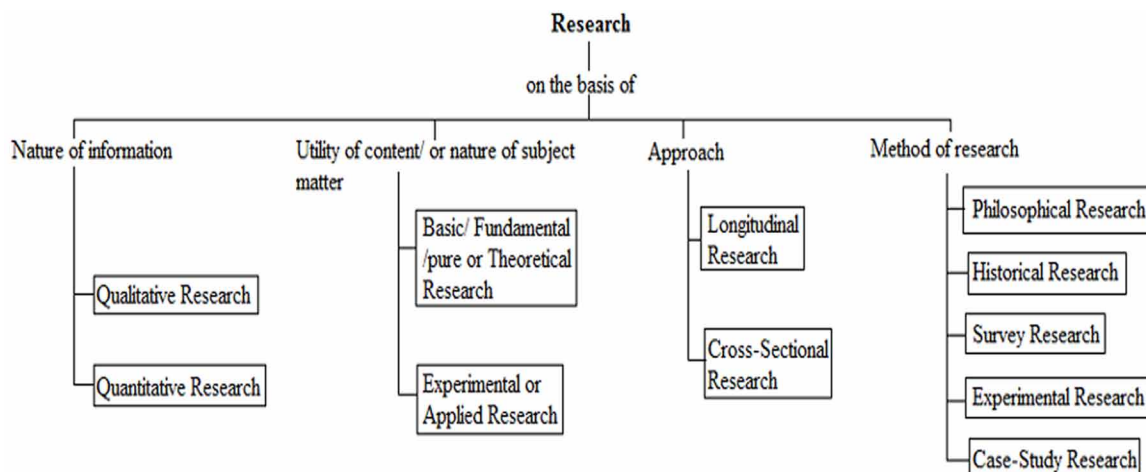 Research
on the basis of
Nature of information
Qualitative Research
Quantitative Research
Utility of content/ or nature of subject
matter
Basic/ Fundamental
/pure or Theoretical
Research
Experimental or
Applied Research
Approach
Longitudinal
Research
Cross-Sectional
Research
Method of research
Philosophical Research
Historical Research
Survey Research
Experimental Research
Case-Study Research